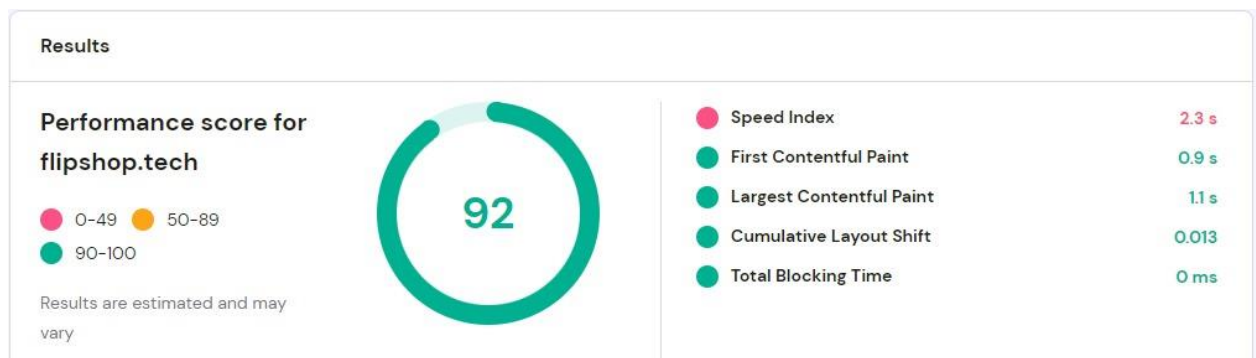 Results
Performance score for
flipshop.tech
0-49 50-89
90-100
Results are estimated and may
vary
92
Speed Index 2.3 s
First Contentful Paint 0.9 s
Largest Contentful Paint 1.1 s
Cumulative Layout Shift 0.013
Total Blocking Time 0 ms